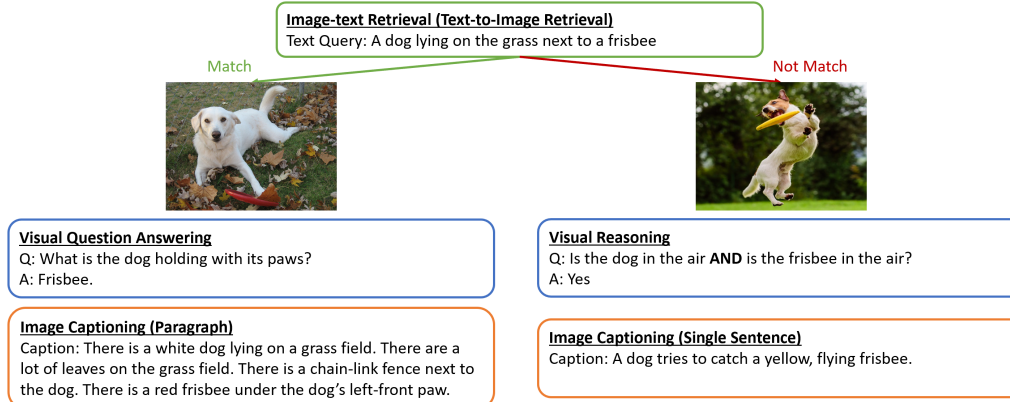 Image-text Retrieval (Text-to-Image Retrieval)
Text Query: A dog lying on the grass next to a frisbee
Match
Not Match
Visual Question Answering
Q: What is the dog holding with its paws?
A: Frisbee.
Visual Reasoning
Q: Is the dog in the air AND is the frisbee in the air?
A: Yes
Image Captioning (Paragraph)
Caption: There is a white dog lying on a grass field. There are a
lot of leaves on the grass field. There is a chain-link fence next to
the dog. There is a red frisbee under the dog’s left-front paw.
Image Captioning (Single Sentence)
Caption: A dog tries to catch a yellow, flying frisbee.